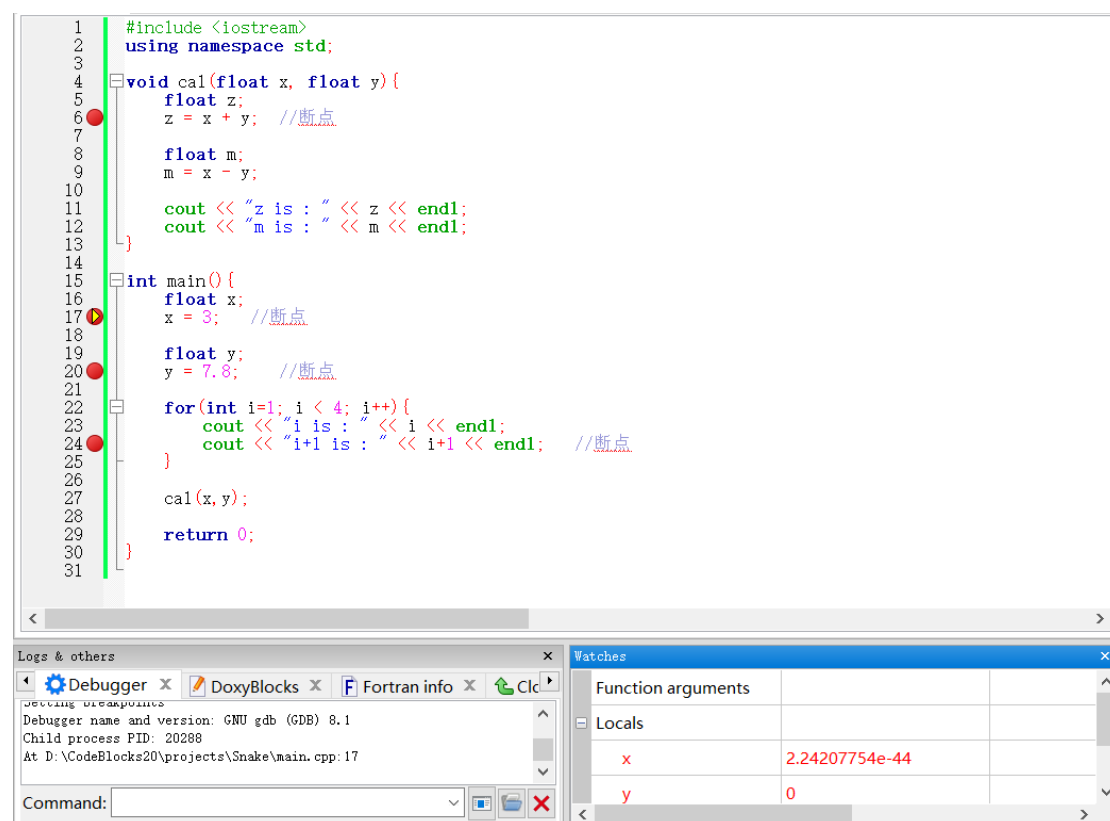 1 #include <iostream>
2 using namespace std;
3
4 void cal(float x, float y){
5 float z;
6 z = x + y; //断点
7
8 float m;
9 m = x - y;
10
11 cout << "z is : " << z << endl;
12 cout << "m is : " << m << endl;
13 }
14
15 int main(){
16 float x;
17 x = 3; //断点
18
19 float y;
20 y = 7.8; //断点
21
22 for(int i=1; i < 4; i++){
23 cout << "i is : " << i << endl;
24 cout << "i+1 is : " << i+1 << endl; //断点
25 }
26
27 cal(x,y);
28
29 return 0;
30 }
31
Logs & others
Debugger DoxyBlocks Fortran info Clo
Setting breakpoints
Debugger name and version: GNU gdb (GDB) 8.1
Child process PID: 20288
At D:\CodeBlocks20\projects\Snake\main.cpp:17
Command:
Watches
Function arguments
Locals
x 2.24207754e-44
y 0